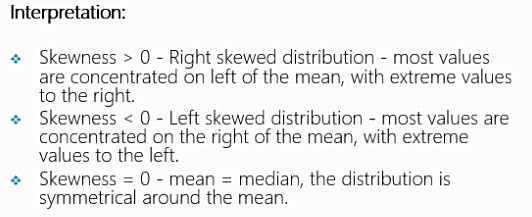 Interpretation:
❖ Skewness > 0 - Right skewed distribution - most values
are concentrated on left of the mean, with extreme values
to the right.
❖ Skewness < 0 - Left skewed distribution - most values are
concentrated on the right of the mean, with extreme
values to the left.
❖ Skewness = 0 - mean = median, the distribution is
symmetrical around the mean.